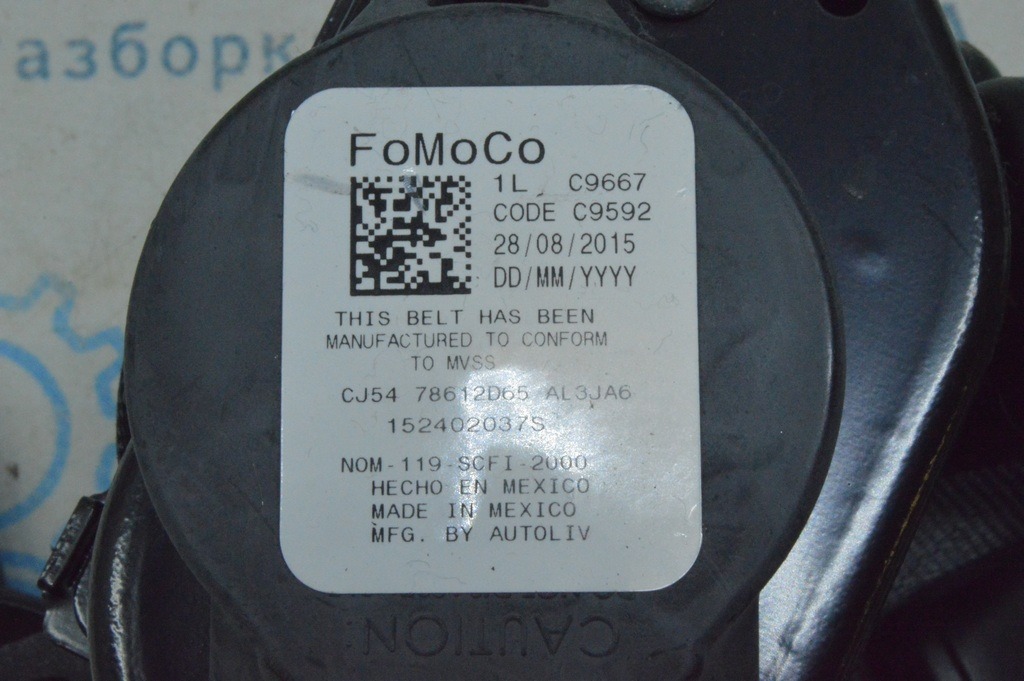 азборк
FoMoCo
1L C9667
CODE C9592
28/08/2015
DD/MM/YYYY
THIS BELT HAS BEEN
MANUFACTURED TO CONFORM
TO MVSS
CJ54 78612D65 AL3JA6
152402037S
NOM-119-SCFI-2000
HECHO EN MEXICO
MADE IN MEXICO
MFG. BY AUTOLIV
CAUTION: